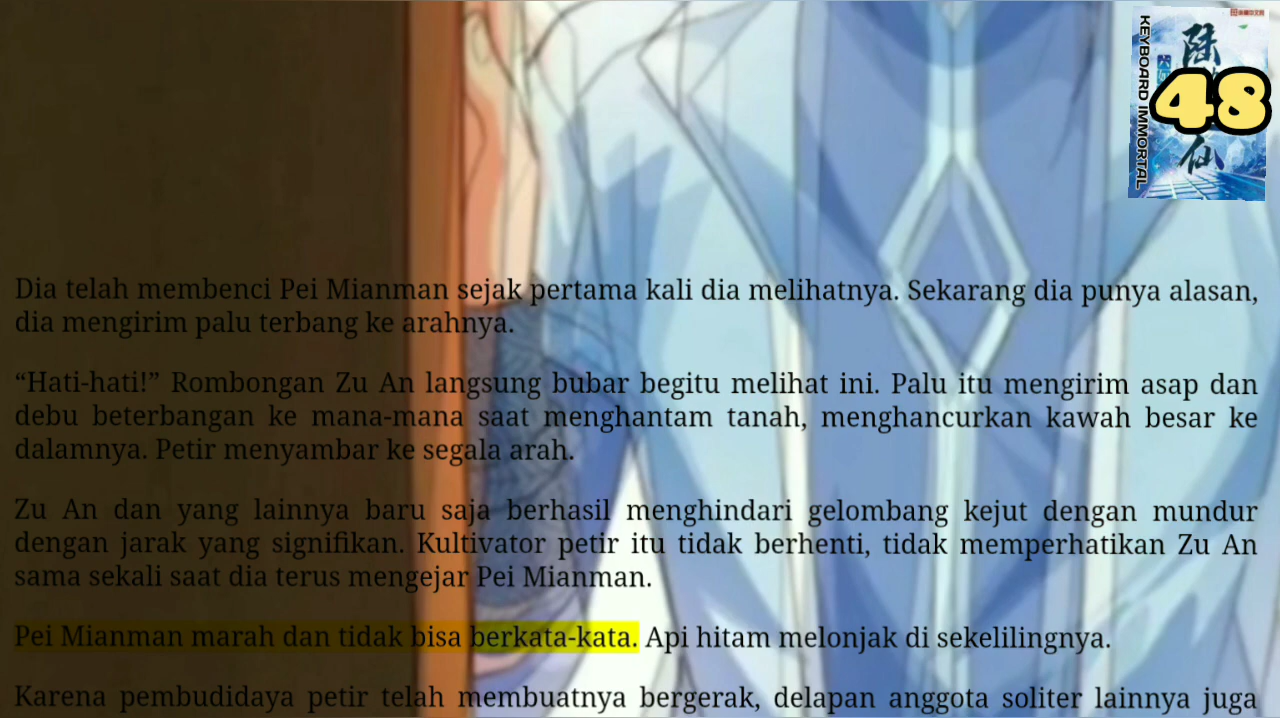 KEYBOARD IMMORTAL
陆
仙
48
Dia telah membenci Pei Mianman sejak pertama kali dia melihatnya. Sekarang dia punya alasan,
dia mengirim palu terbang ke arahnya.
“Hati-hati!” Rombongan Zu An langsung bubar begitu melihat ini. Palu itu mengirim asap dan
debu beterbangan ke mana-mana saat menghantam tanah, menghancurkan kawah besar ke
dalamnya. Petir menyambar ke segala arah.
Zu An dan yang lainnya baru saja berhasil menghindari gelombang kejut dengan mundur
dengan jarak yang signifikan. Kultivator petir itu tidak berhenti, tidak memperhatikan Zu An
sama sekali saat dia terus mengejar Pei Mianman.
Pei Mianman marah dan tidak bisa berkata-kata. Api hitam melonjak di sekelilingnya.
Karena pembudidaya petir telah membuatnya bergerak, delapan anggota soliter lainnya juga